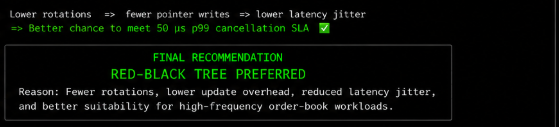 Lower rotations => fewer pointer writes => lower latency jitter
=> Better chance to meet 50 µs p99 cancellation SLA ✅
FINAL RECOMMENDATION
RED-BLACK TREE PREFERRED
Reason: Fewer rotations, lower update overhead, reduced latency jitter,
and better suitability for high-frequency order-book workloads.